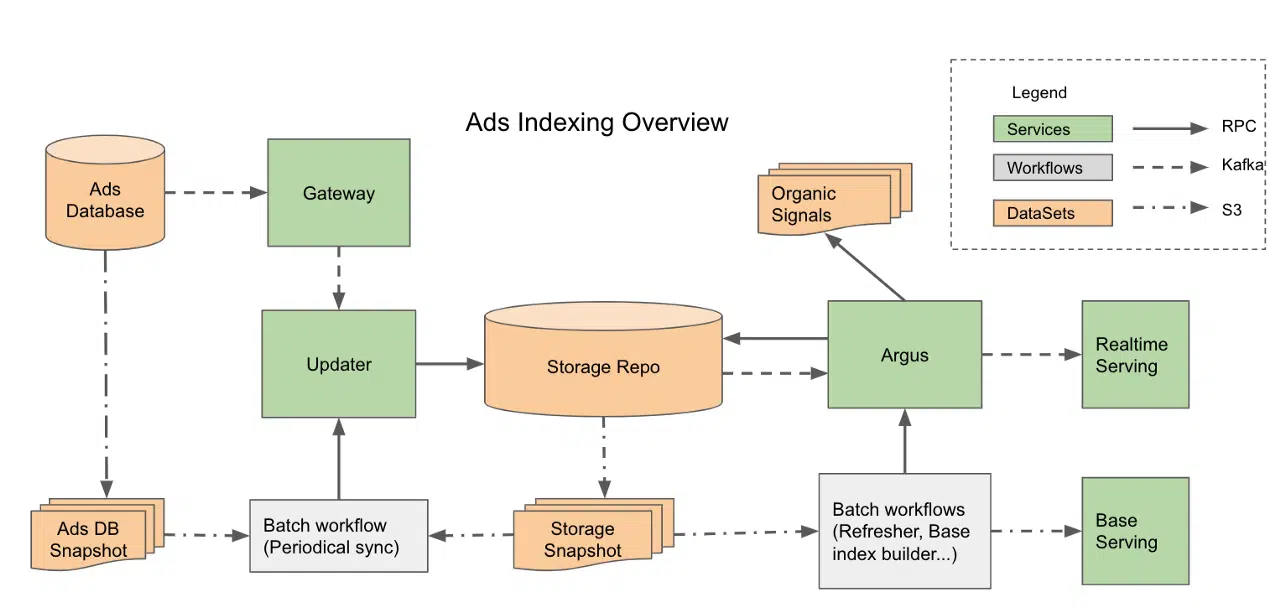 Ads Indexing Overview
Legend
Services
RPC
Workflows
Kafka
DataSets
S3
Ads
Database
Gateway
Organic
Signals
Updater
Storage Repo
Argus
Realtime
Serving
Ads DB
Snapshot
Batch workflow
(Periodical sync)
Storage
Snapshot
Batch workflows
(Refresher, Base
index builder...)
Base
Serving